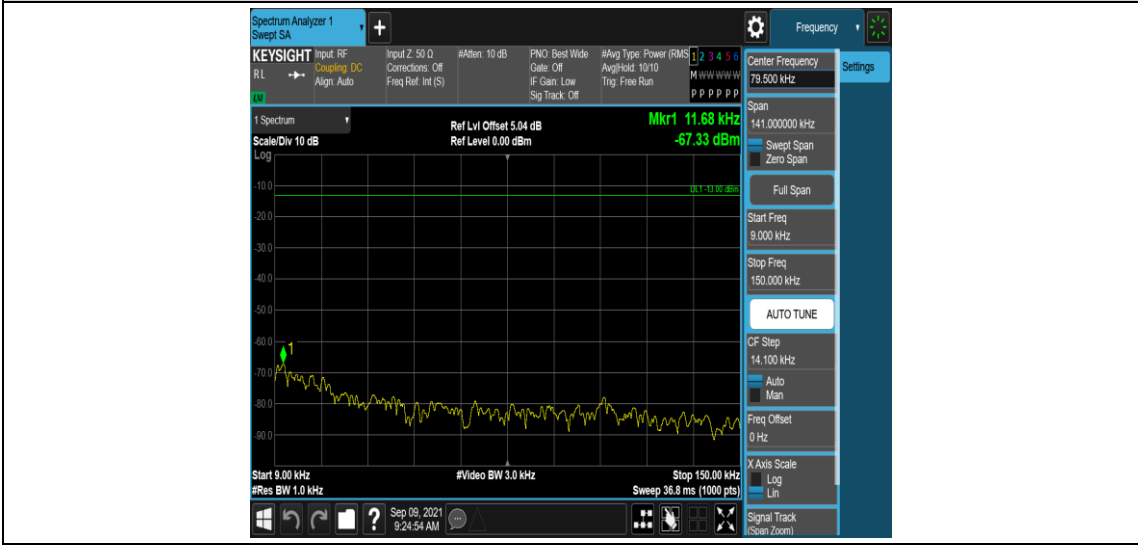 Spectrum Analyzer 1
Swept SA
+
Frequency
KEYSIGHT
RL
LXI
Input: RF
Coupling: DC
Align: Auto
Input Z: 50 Ω
Corrections: Off
Freq Ref: Int (S)
#Atten: 10 dB
PNO: Best Wide
Gate: Off
IF Gain: Low
Sig Track: Off
#Avg Type: Power (RMS
Avg|Hold: 10/10
Trig: Free Run
1 2 3 4 5 6
M W W W W W
P P P P P P
1 Spectrum
Scale/Div 10 dB
Log
Ref Lvl Offset 5.04 dB
Ref Level 0.00 dBm
Mkr1 11.68 kHz
-67.33 dBm
DL1 -13.00 dBm
-10.0
-20.0
-30.0
-40.0
-50.0
-60.0
1
-70.0
-80.0
-90.0
Start 9.00 kHz
#Res BW 1.0 kHz
#Video BW 3.0 kHz
Stop 150.00 kHz
Sweep 36.8 ms (1000 pts)
Center Frequency
79.500 kHz
Settings
Span
141.000000 kHz
Swept Span
Zero Span
Full Span
Start Freq
9.000 kHz
Stop Freq
150.000 kHz
AUTO TUNE
CF Step
14.100 kHz
Auto
Man
Freq Offset
0 Hz
X Axis Scale
Log
Lin
Signal Track
(Span Zoom)
?
Sep 09, 2021
9:24:54 AM